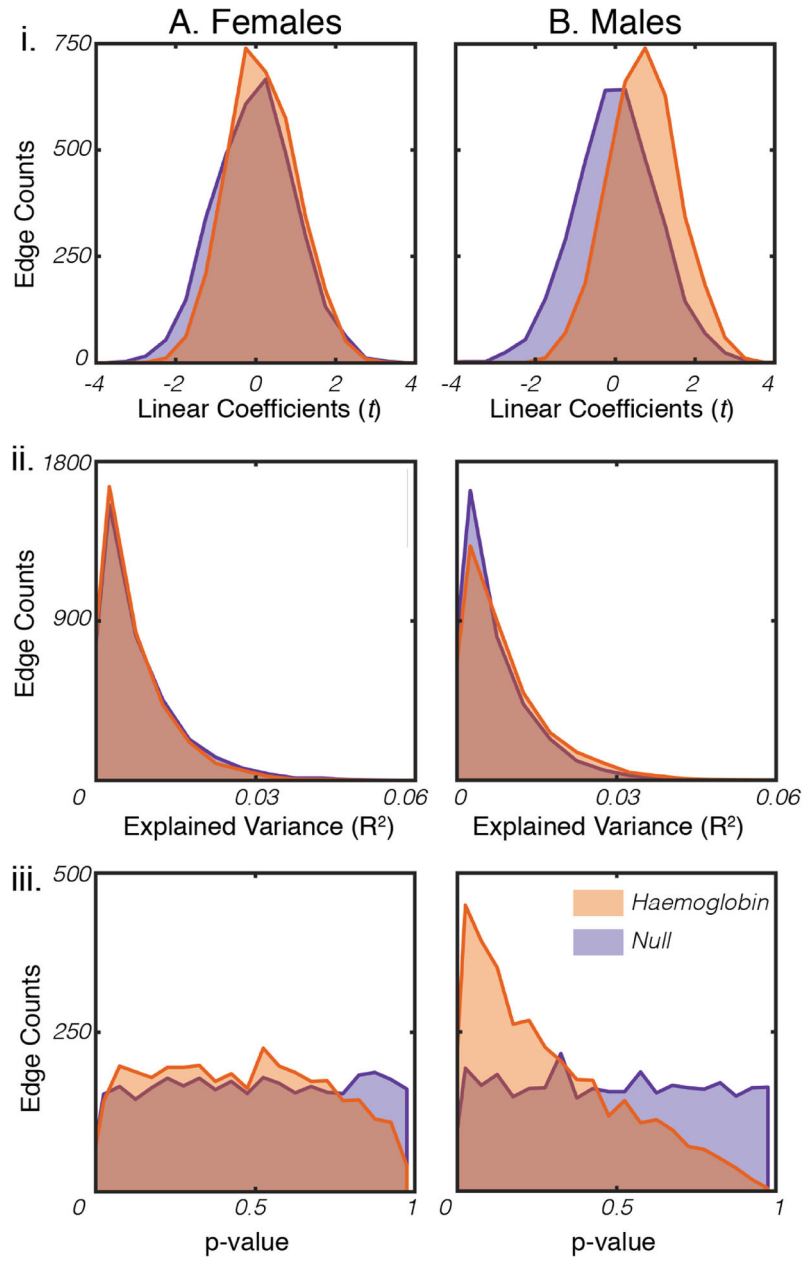 A. Females
B. Males
i.
750
500
250
0
Edge Counts
-4
-2
0
2
4
-4
-2
0
2
4
Linear Coefficients (t)
Linear Coefficients (t)
ii.
1800
900
Edge Counts
0
0.03
0.06
0
0.03
0.06
Explained Variance (R²)
Explained Variance (R²)
iii.
500
250
Edge Counts
Haemoglobin
Null
0
0.5
1
0
0.5
1
p-value
p-value